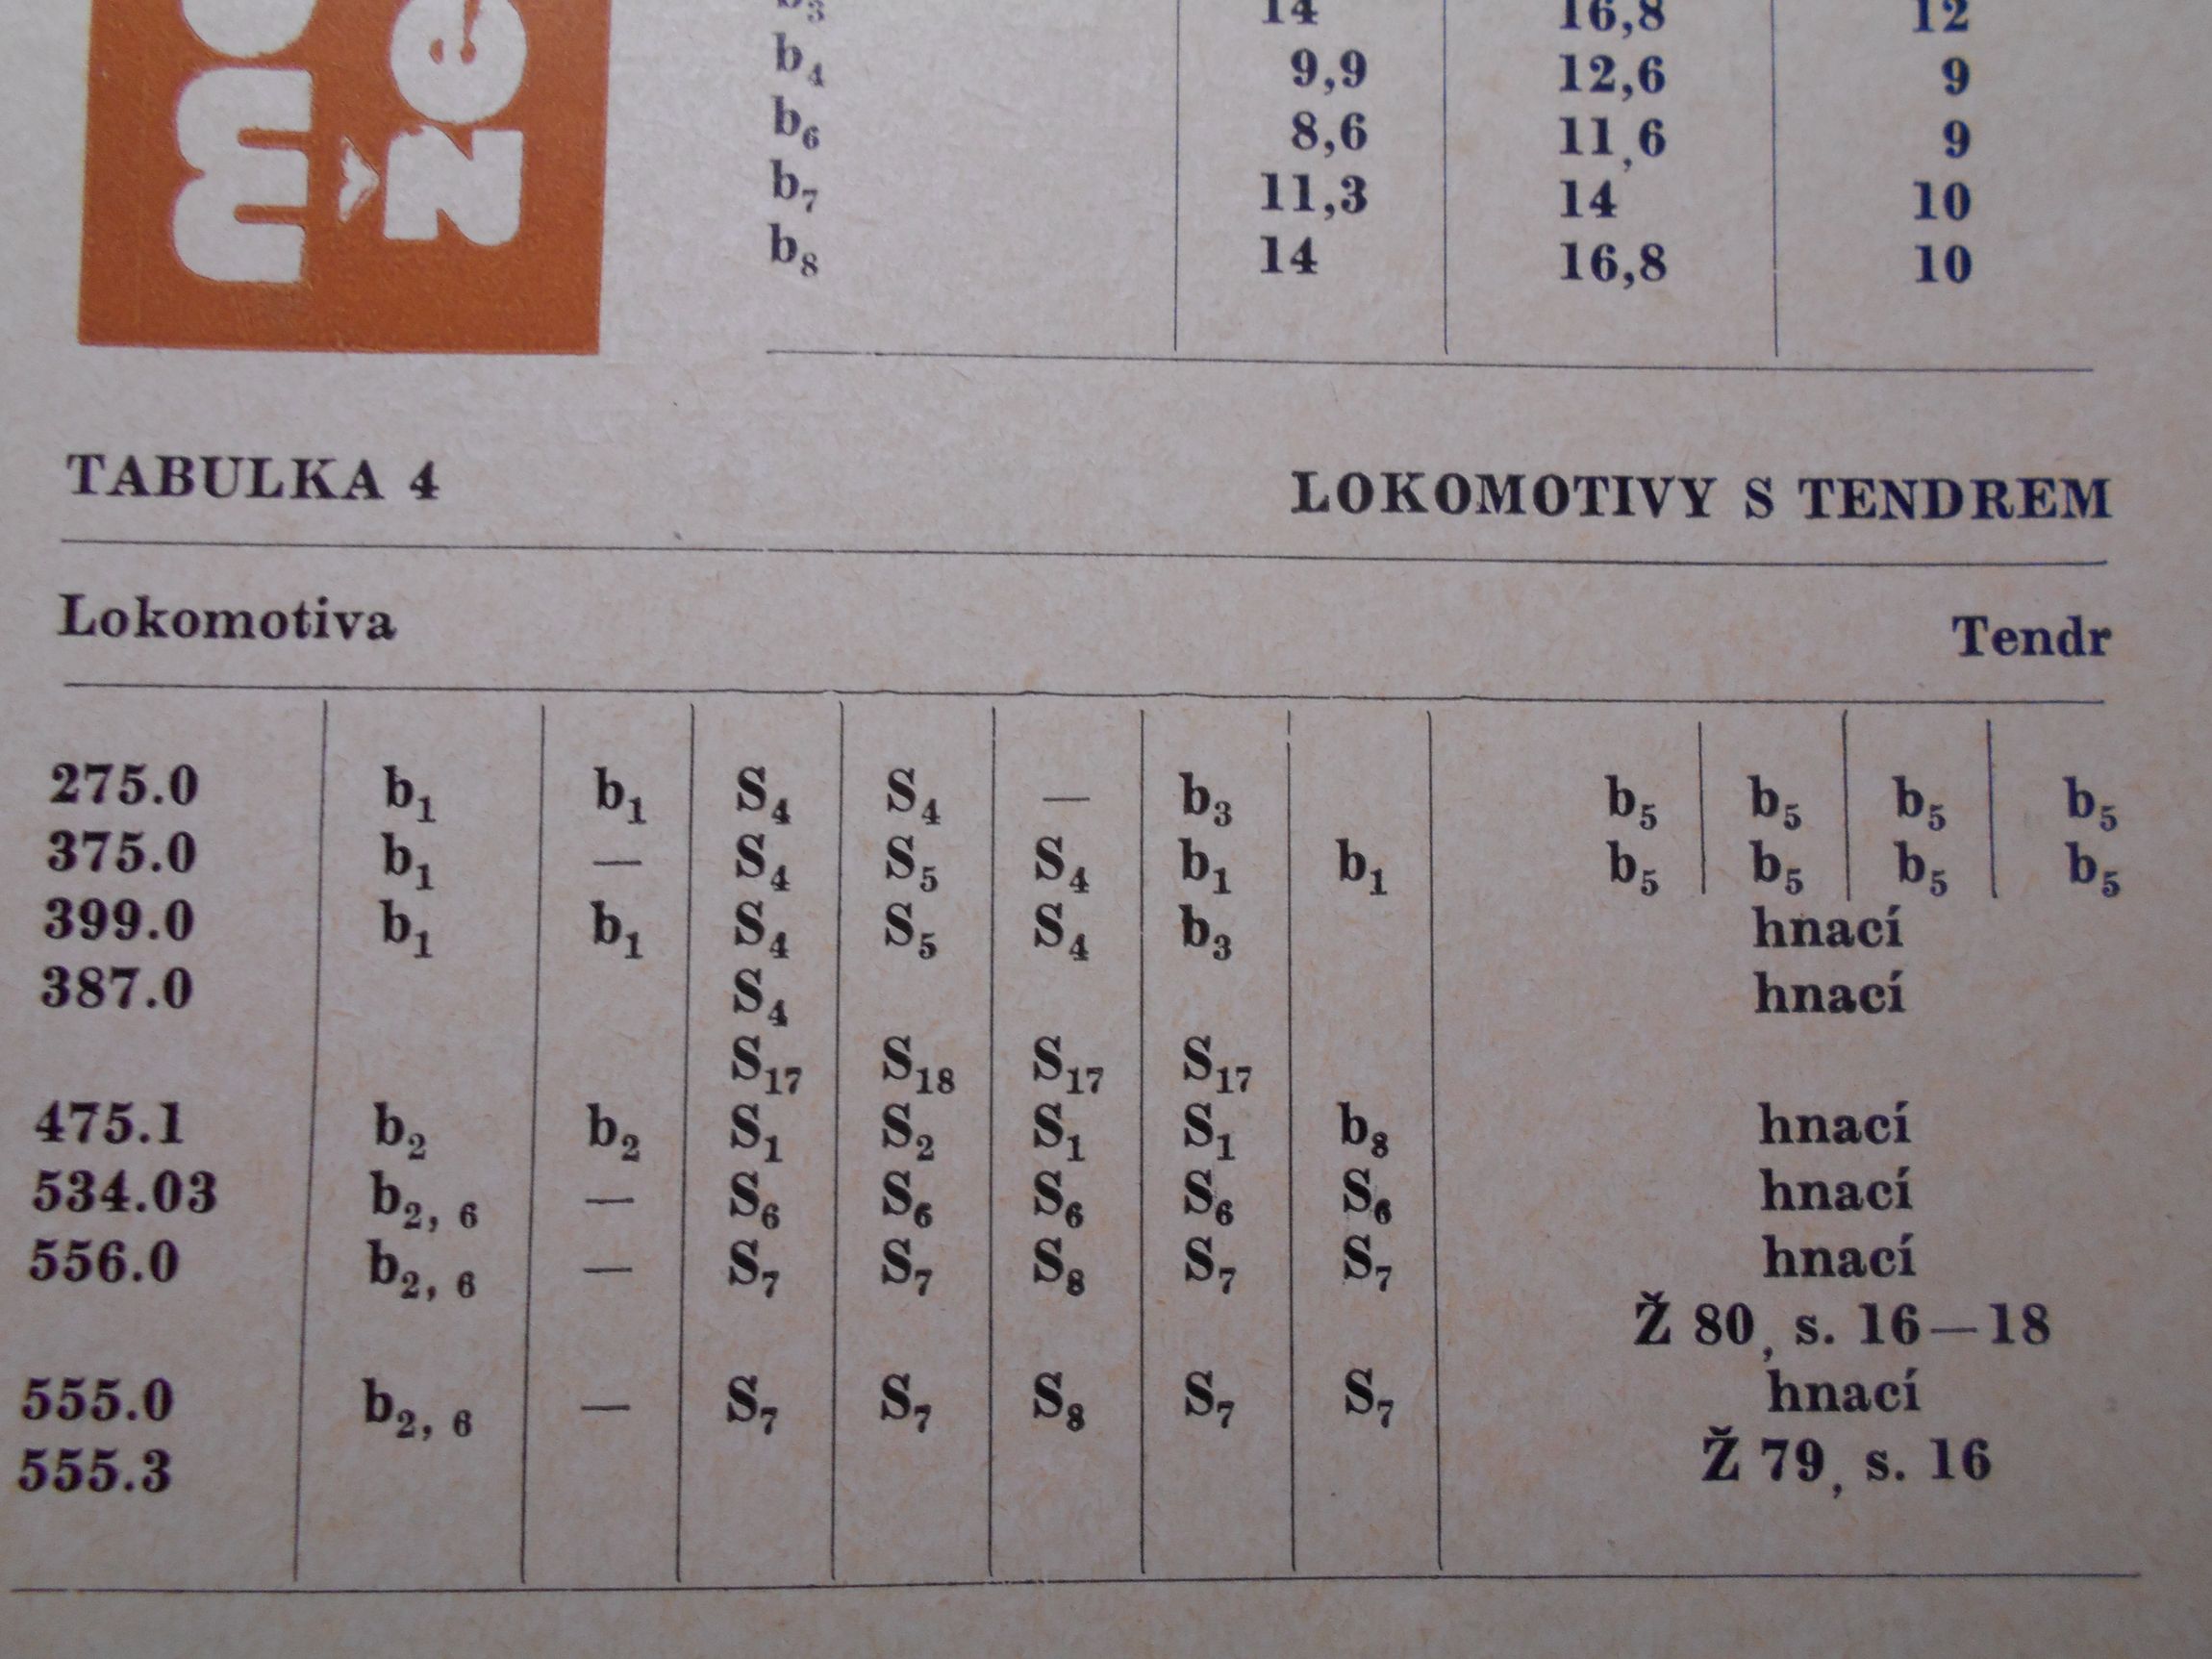 b₃ 14 16,8 12
b₄ 9,9 12,6 9
b₆ 8,6 11,6 9
b₇ 11,3 14 10
b₈ 14 16,8 10
TABULKA 4 LOKOMOTIVY S TENDREM
Lokomotiva Tendr
275.0 b₁ b₁ S₄ S₄ — b₃ b₅ b₅ b₅ b₅
375.0 b₁ — S₄ S₅ S₄ b₁ b₁ b₅ b₅ b₅ b₅
399.0 b₁ b₁ S₄ S₅ S₄ b₃ hnací
387.0 S₄ hnací
S₁₇ S₁₈ S₁₇ S₁₇
475.1 b₂ b₂ S₁ S₂ S₁ S₁ b₈ hnací
534.03 b₂, ₆ — S₆ S₆ S₆ S₆ S₆ hnací
556.0 b₂, ₆ — S₇ S₇ S₈ S₇ S₇ hnací
Ž 80, s. 16—18
555.0 b₂, ₆ — S₇ S₇ S₈ S₇ S₇ hnací
555.3 Ž 79, s. 16